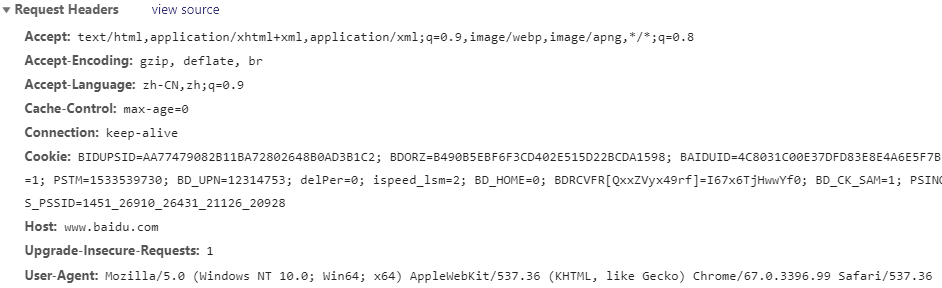 ▼ Request Headers view source
Accept: text/html,application/xhtml+xml,application/xml;q=0.9,image/webp,image/apng,*/*;q=0.8
Accept-Encoding: gzip, deflate, br
Accept-Language: zh-CN,zh;q=0.9
Cache-Control: max-age=0
Connection: keep-alive
Cookie: BIDUPSID=AA77479082B11BA72802648B0AD3B1C2; BDORZ=B490B5EBF6F3CD402E515D22BCDA1598; BAIDUID=4C8031C00E37DFD83E8E4A6E5F7B
=1; PSTM=1533539730; BD_UPN=12314753; delPer=0; ispeed_lsm=2; BD_HOME=0; BDRCVFR[QxxZVyx49rf]=I67x6TjHwwYf0; BD_CK_SAM=1; PSINO
S_PSSID=1451_26910_26431_21126_20928
Host: www.baidu.com
Upgrade-Insecure-Requests: 1
User-Agent: Mozilla/5.0 (Windows NT 10.0; Win64; x64) AppleWebKit/537.36 (KHTML, like Gecko) Chrome/67.0.3396.99 Safari/537.36